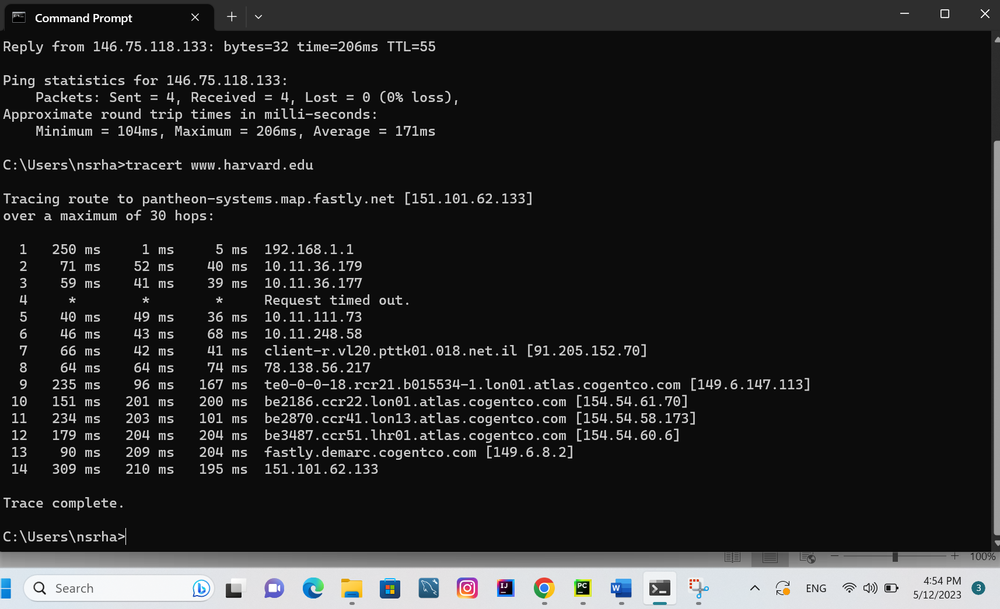 Command Prompt
Reply from 146.75.118.133: bytes=32 time=206ms TTL=55
Ping statistics for 146.75.118.133:
    Packets: Sent = 4, Received = 4, Lost = 0 (0% loss),
Approximate round trip times in milli-seconds:
    Minimum = 104ms, Maximum = 206ms, Average = 171ms
C:\Users\nsrha>tracert www.harvard.edu
Tracing route to pantheon-systems.map.fastly.net [151.101.62.133]
over a maximum of 30 hops:
  1   250 ms     1 ms     5 ms  192.168.1.1
  2    71 ms    52 ms    40 ms  10.11.36.179
  3    59 ms    41 ms    39 ms  10.11.36.177
  4     *        *        *     Request timed out.
  5    40 ms    49 ms    36 ms  10.11.111.73
  6    46 ms    43 ms    68 ms  10.11.248.58
  7    66 ms    42 ms    41 ms  client-r.vl20.pttk01.018.net.il [91.205.152.70]
  8    64 ms    64 ms    74 ms  78.138.56.217
  9   235 ms    96 ms   167 ms  te0-0-0-18.rcr21.b015534-1.lon01.atlas.cogentco.com [149.6.147.113]
 10   151 ms   201 ms   200 ms  be2186.ccr22.lon01.atlas.cogentco.com [154.54.61.70]
 11   234 ms   203 ms   101 ms  be2870.ccr41.lon13.atlas.cogentco.com [154.54.58.173]
 12   179 ms   204 ms   204 ms  be3487.ccr51.lhr01.atlas.cogentco.com [154.54.60.6]
 13    90 ms   209 ms   204 ms  fastly.demarc.cogentco.com [149.6.8.2]
 14   309 ms   210 ms   195 ms  151.101.62.133
Trace complete.
C:\Users\nsrha>
100%
Search
IJ
PC
W
ENG
4:54 PM
5/12/2023
3